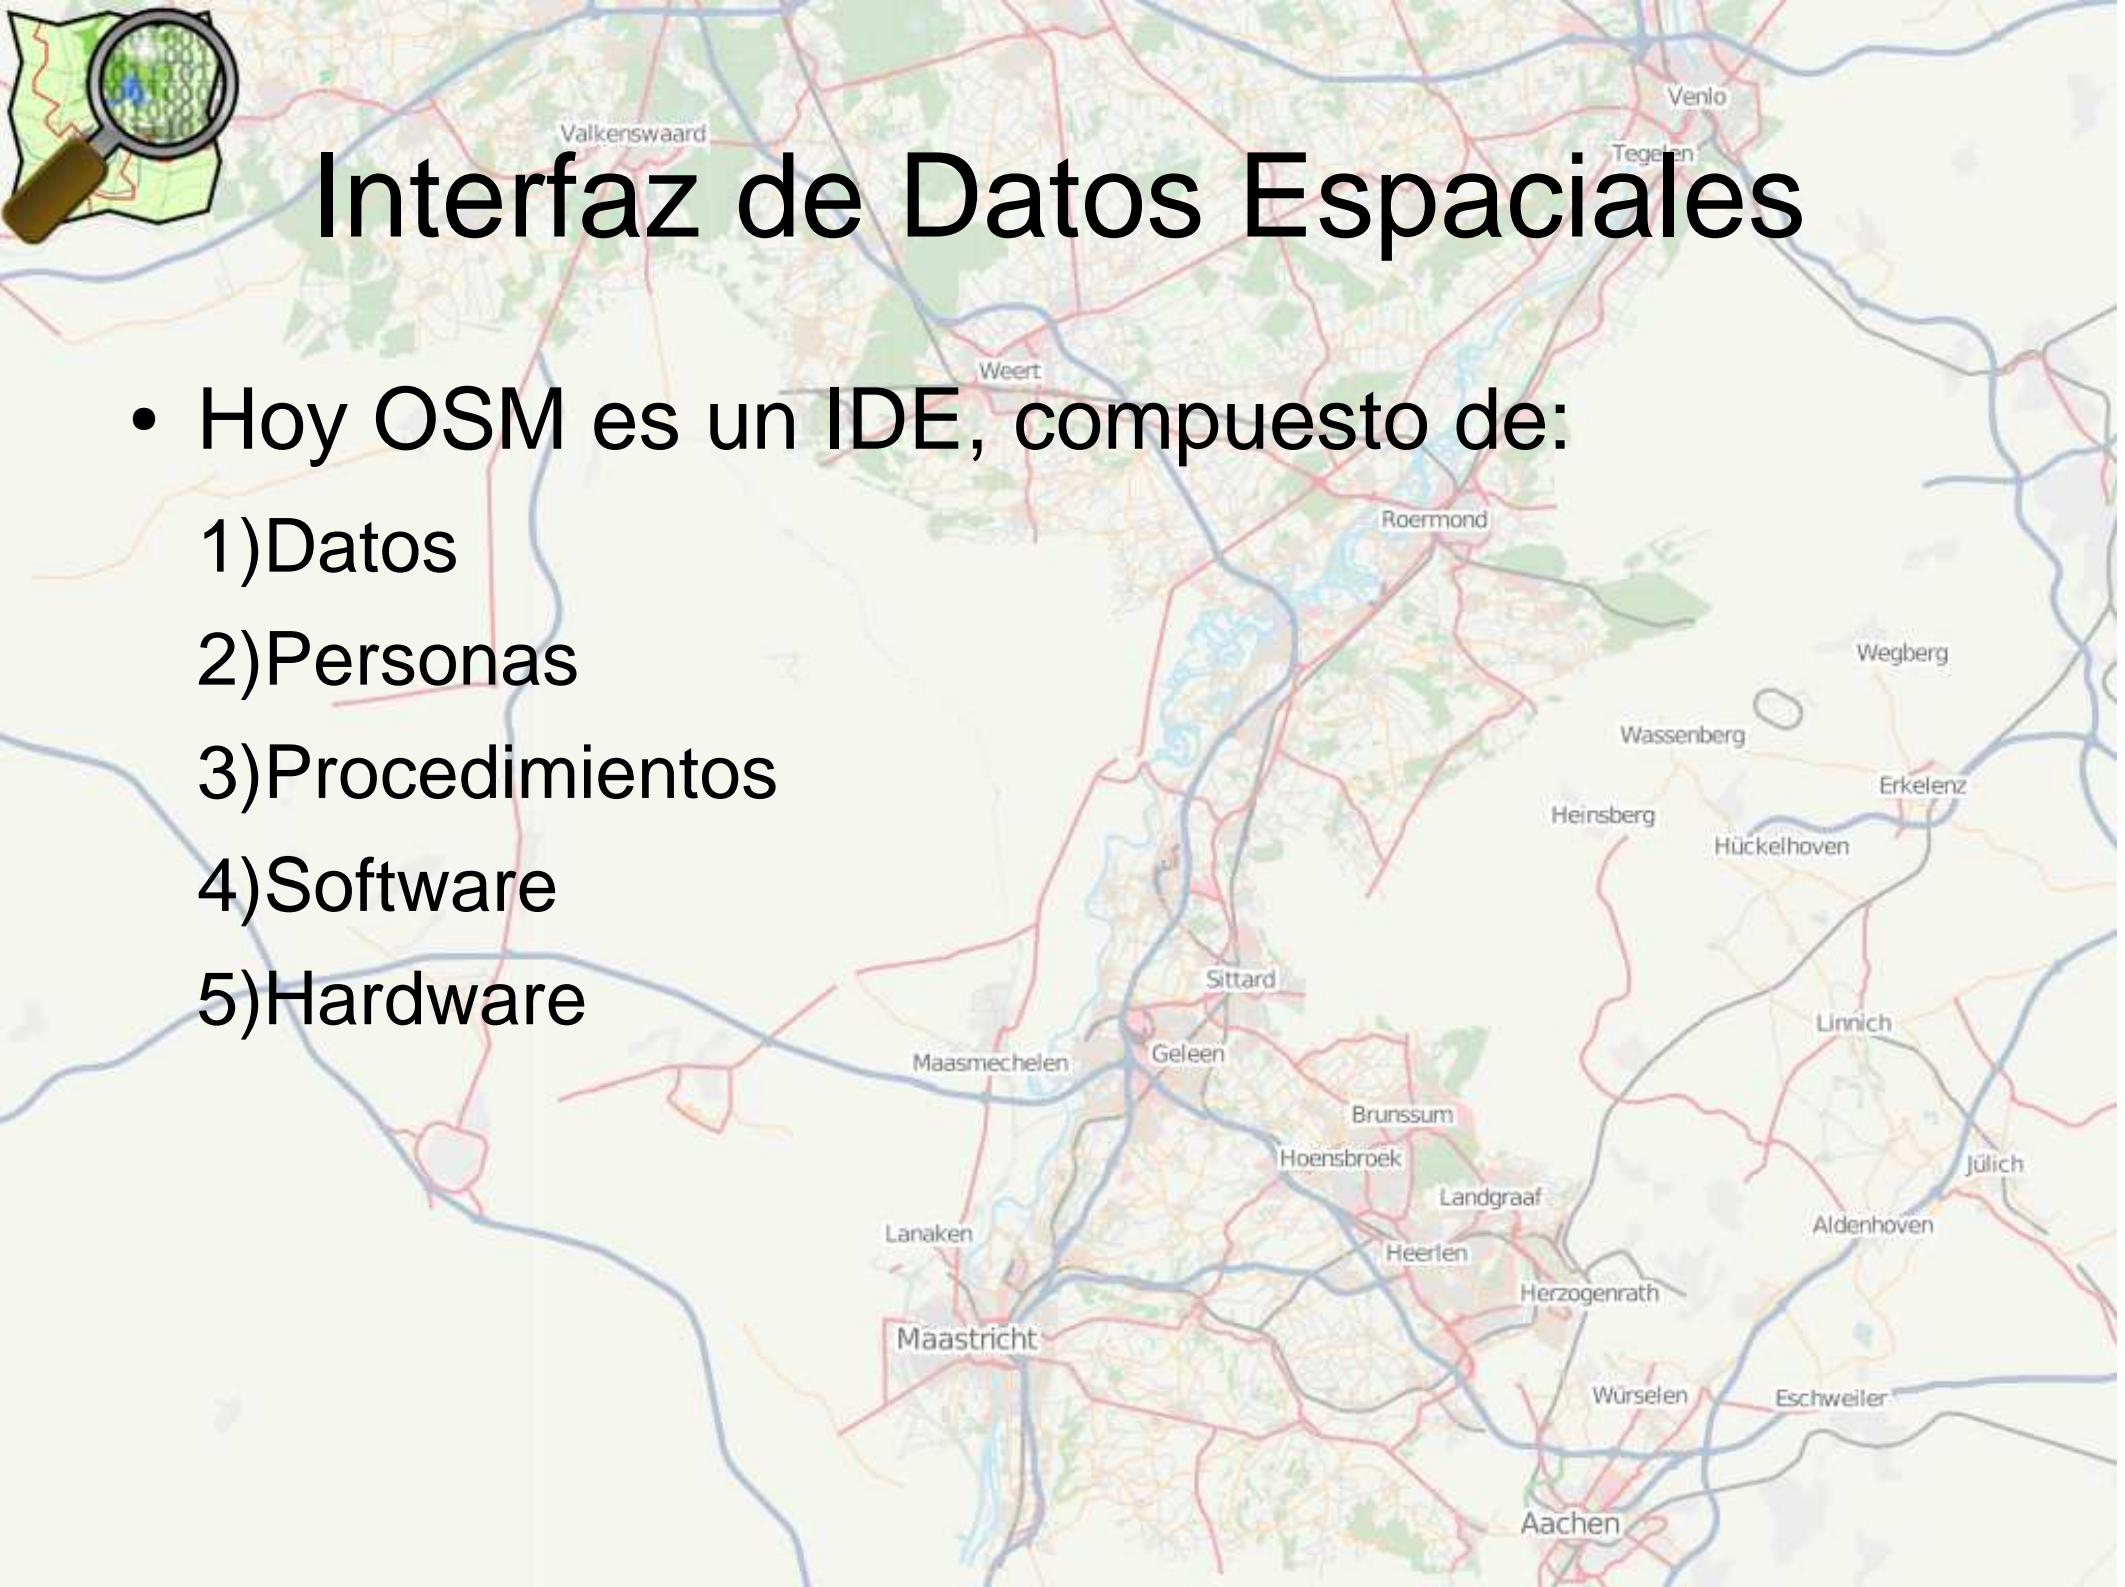 Interfaz de Datos Espaciales
• Hoy OSM es un IDE, compuesto de:
1)Datos
2)Personas
3)Procedimientos
4)Software
5)Hardware
Venlo
Valkenswaard
Tegelen
Weert
Roermond
Wegberg
Wassenberg
Erkelenz
Heinsberg
Hückelhoven
Sittard
Linnich
Geleen
Maasmechelen
Brunssum
Hoensbroek
Jülich
Landgraaf
Aldenhoven
Lanaken
Heerlen
Herzogenrath
Maastricht
Würselen
Eschweiler
Aachen